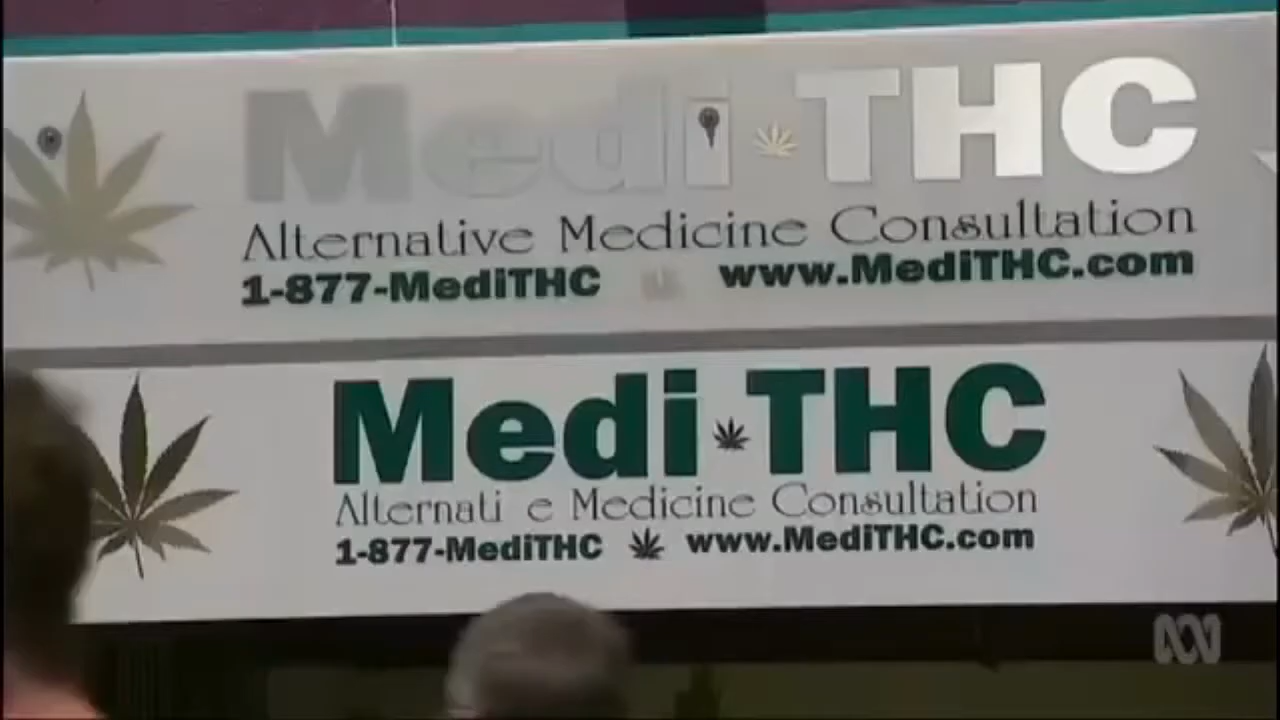 Medi THC
Alternative Medicine Consultation
1-877-MediTHC www.MediTHC.com
Medi THC
Alternati e Medicine Consultation
1-877-MediTHC www.MediTHC.com